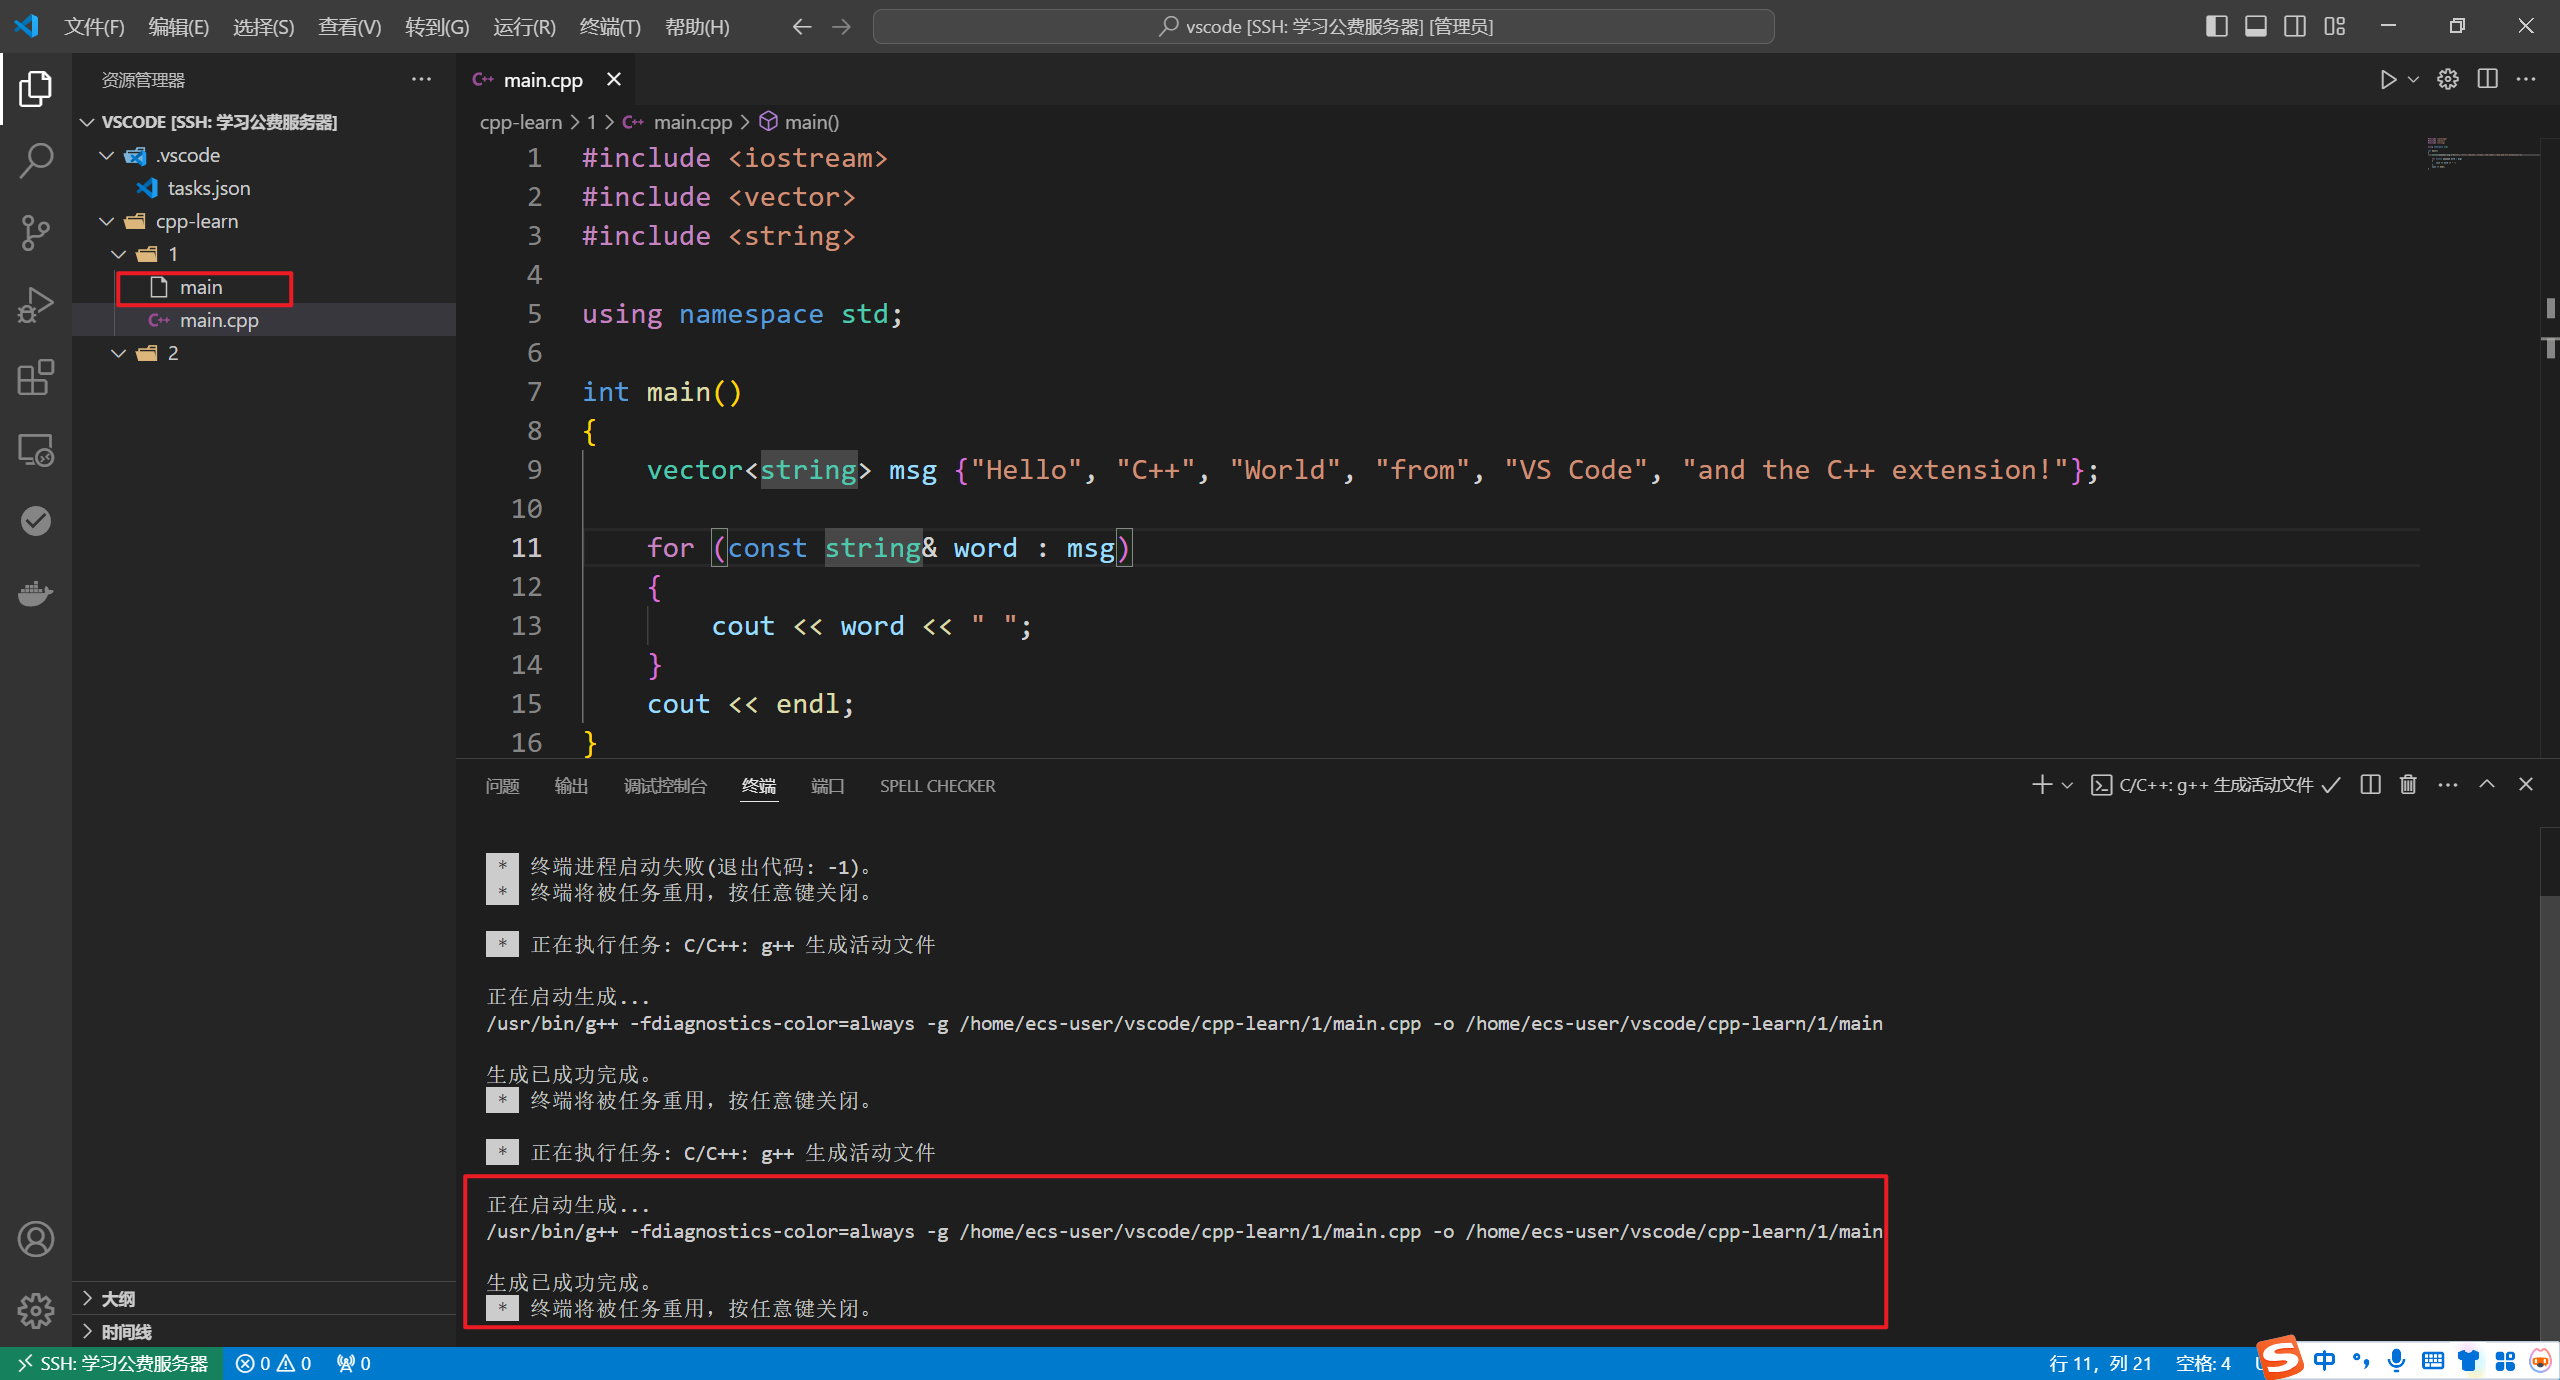 文件(F) 编辑(E) 选择(S) 查看(V) 转到(G) 运行(R) 终端(T) 帮助(H)
vscode [SSH: 学习公费服务器] [管理员]
资源管理器
VSCODE [SSH: 学习公费服务器]
.vscode
tasks.json
cpp-learn
1
main
main.cpp
2
大纲
时间线
main.cpp
cpp-learn > 1 > main.cpp > main()
1 #include <iostream>
2 #include <vector>
3 #include <string>
4
5 using namespace std;
6
7 int main()
8 {
9 vector<string> msg {"Hello", "C++", "World", "from", "VS Code", "and the C++ extension!"};
10
11 for (const string& word : msg)
12 {
13 cout << word << " ";
14 }
15 cout << endl;
16 }
问题 输出 调试控制台 终端 端口 SPELL CHECKER
C/C++: g++ 生成活动文件
* 终端进程启动失败(退出代码: -1)。
* 终端将被任务重用，按任意键关闭。
* 正在执行任务: C/C++: g++ 生成活动文件
正在启动生成...
/usr/bin/g++ -fdiagnostics-color=always -g /home/ecs-user/vscode/cpp-learn/1/main.cpp -o /home/ecs-user/vscode/cpp-learn/1/main
生成已成功完成。
* 终端将被任务重用，按任意键关闭。
* 正在执行任务: C/C++: g++ 生成活动文件
正在启动生成...
/usr/bin/g++ -fdiagnostics-color=always -g /home/ecs-user/vscode/cpp-learn/1/main.cpp -o /home/ecs-user/vscode/cpp-learn/1/main
生成已成功完成。
* 终端将被任务重用，按任意键关闭。
SSH: 学习公费服务器 0 0 0
行 11，列 21 空格: 4
中